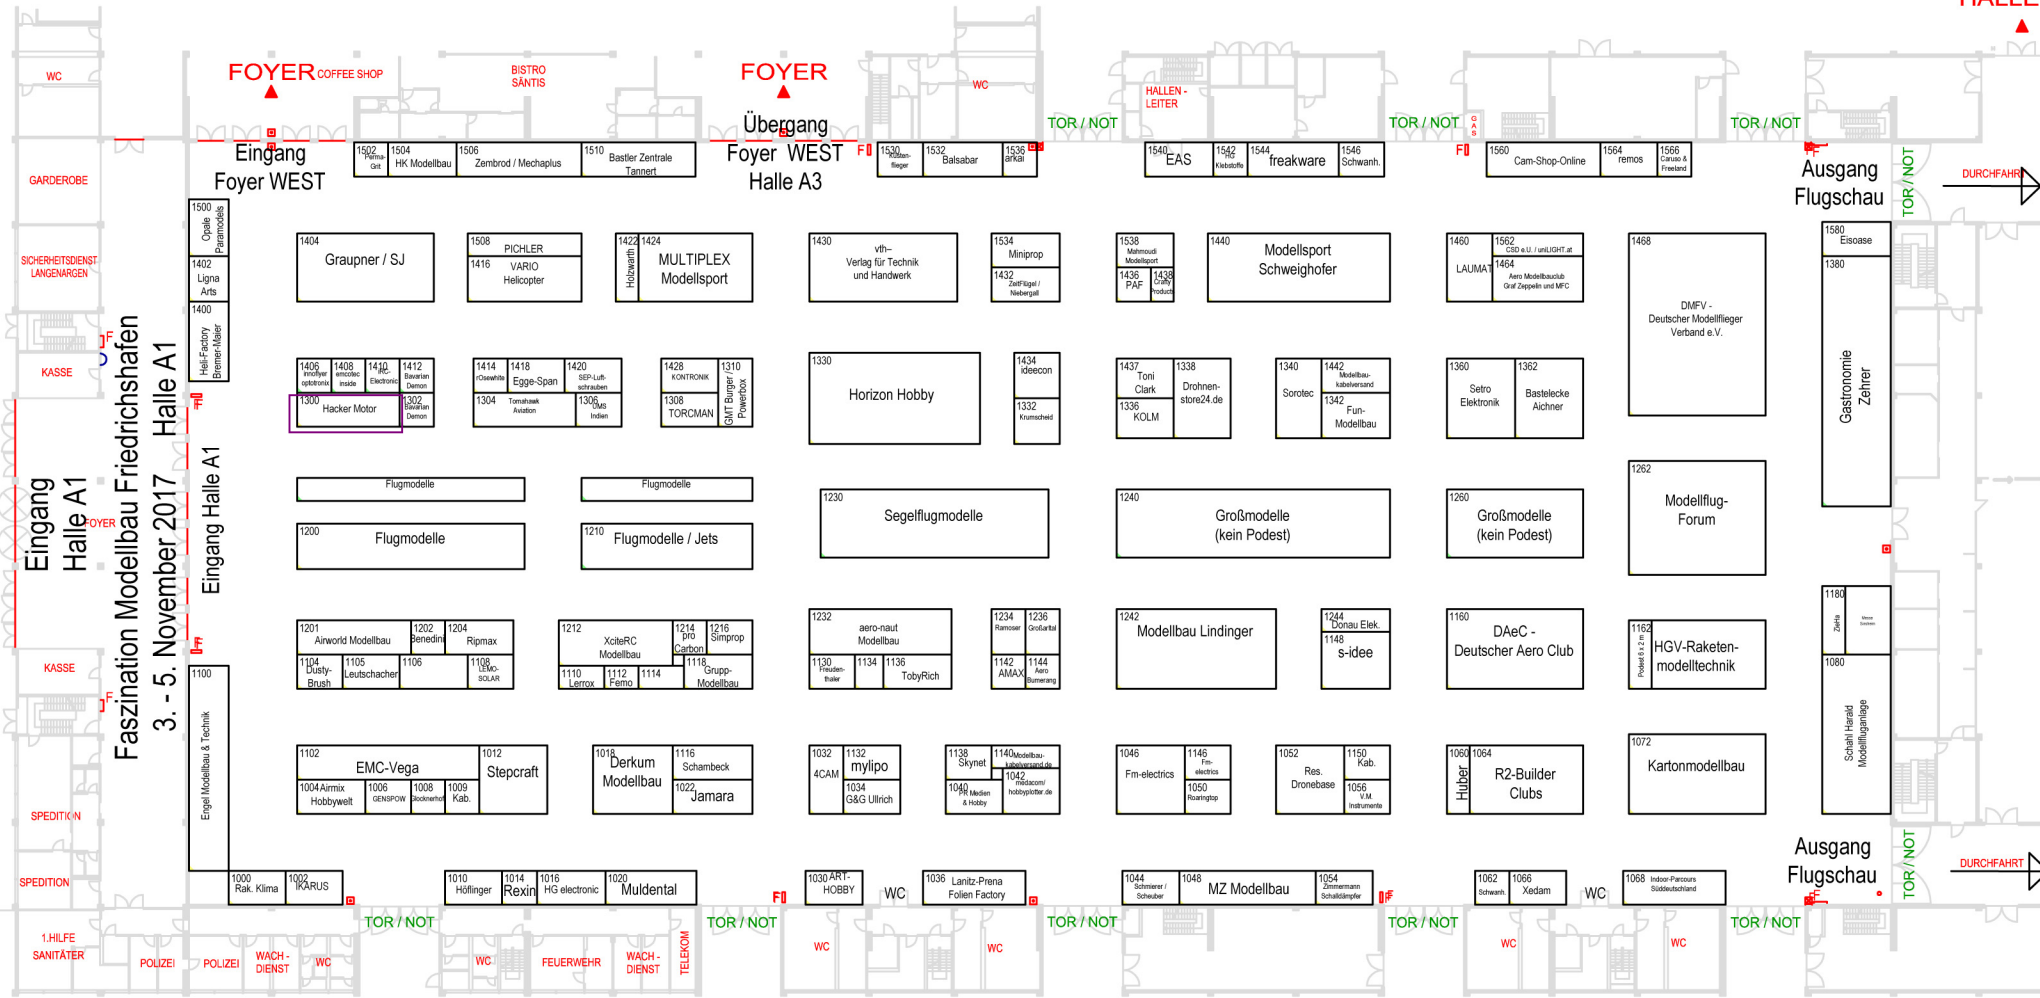 HALLE
WC
FOYER
COFFEE SHOP
BISTRO
SÄNTIS
FOYER
WC
HALLEN -
LEITER
GAS
TOR / NOT
TOR / NOT
TOR / NOT
Übergang
Foyer WEST
Halle A3
Eingang
Foyer WEST
Ausgang
Flugschau
TOR / NOT
DURCHFAHRT
GARDEROBE
SICHERHEITSDIENST
LANGENARGEN
KASSE
FOYER
KASSE
SPEDITION
SPEDITION
Eingang
Halle A1
Faszination Modellbau Friedrichshafen
3. - 5. November 2017 Halle A1
Eingang Halle A1
1502
Perma-
Grit
1504
HK Modellbau
1506
Zembrod / Mechaplus
1510
Bastler Zentrale
Tannert
F
1530
Küsten-
flieger
1532
Balsabar
1536
arkai
1540
EAS
1542
HG
Klebstoffe
1544
freakware
1546
Schwanh.
F
1560
Cam-Shop-Online
1564
remos
1566
Caruso &
Freeland
1500
Opale
Paramodels
1402
Ligna
Arts
1400
Heli-Factory
Bremer-Maier
1404
Graupner / SJ
1508
PICHLER
1416
VARIO
Helicopter
1422
Holzwarth
1424
MULTIPLEX
Modellsport
1430
vth–
Verlag für Technik
und Handwerk
1534
Miniprop
1432
ZeitFlügel /
Niebergall
1538
Mahmoudi
Modellsport
1436
PAF
1438
Crafty
Products
1440
Modellsport
Schweighofer
1460
LAUMAT
1562
CSD e.U. / uniLIGHT.at
1464
Aero Modellbauclub
Graf Zeppelin und MFC
1468
DMFV -
Deutscher Modellflieger
Verband e.V.
1580
Eisoase
1380
Gastronomie
Zehrer
1406
innoflyer
optotronix
1408
emcotec
inside
1410
iRC-
Electronic
1412
Bavarian
Demon
1300
Hacker Motor
1302
Bavarian
Demon
1414
rOsewhite
1418
Egge-Span
1420
SEP-Luft-
schrauben
1304
Tomahawk
Aviation
1306
OMS
Indien
1428
KONTRONIK
1308
TORCMAN
1310
GMT Burger /
Powerbox
1330
Horizon Hobby
1434
ideecon
1332
Krumscheid
1437
Toni
Clark
1336
KOLM
1338
Drohnen-
store24.de
1340
Sorotec
1442
Modellbau-
kabelversand
1342
Fun-
Modellbau
1360
Setro
Elektronik
1362
Bastelecke
Aichner
Flugmodelle
Flugmodelle
1200
Flugmodelle
1210
Flugmodelle / Jets
1230
Segelflugmodelle
1240
Großmodelle
(kein Podest)
1260
Großmodelle
(kein Podest)
1262
Modellflug-
Forum
1201
Airworld Modellbau
1202
Benedini
1204
Ripmax
1104
Dusty-
Brush
1105
Leutschacher
1106
1108
LEMO-
SOLAR
1212
XciteRC
Modellbau
1214
pro
Carbon
1216
Simprop
1110
Lerrox
1112
Femo
1114
1118
Grupp-
Modellbau
1232
aero-naut
Modellbau
1130
Freuden-
thaler
1134
1136
TobyRich
1234
Ramoser
1236
Großartal
1142
AMAX
1144
Aero
Bumerang
1242
Modellbau Lindinger
1244
Donau Elek.
1148
s-idee
1160
DAeC -
Deutscher Aero Club
1162
Podest 6 x 2 m
HGV-Raketen-
modelltechnik
1180
ZieHa
1080
Schahl Harald
Modellfluganlage
1100
Engel Modellbau & Technik
1102
EMC-Vega
1012
Stepcraft
1004 Airmix
Hobbywelt
1006
GENSPOW
1008
Glocknerhof
1009
Kab.
1018
Derkum
Modellbau
1116
Schambeck
1022
Jamara
1032
4CAM
1132
mylipo
1034
G&G Ullrich
1138
Skynet
1140
Modellbau-
kabelversand.de
1040
PR Medien
& Hobby
1042
mediacom/
hobbyplotter.de
1046
Fm-electrics
1146
Fm-
electrics
1050
Roaringtop
1052
Res.
Dronebase
1150
Kab.
1056
V.M.
Instrumente
1060
Huber
1064
R2-Builder
Clubs
1072
Kartonmodellbau
1000
Rak. Klima
1002
IKARUS
1010
Höflinger
1014
Rexin
1016
HG electronic
1020
Muldental
F
1030
ART-
HOBBY
WC
1036
Lanitz-Prena
Folien Factory
1044
Schmierer /
Scheuber
1048
MZ Modellbau
1054
Zimmermann
Schalldämpfer
1062
Schwanh.
1066
Xedam
WC
1068
Indoor-Parcours
Süddeutschland
Ausgang
Flugschau
TOR / NOT
DURCHFAHRT
TOR / NOT
TOR / NOT
TOR / NOT
TOR / NOT
TOR / NOT
1.HILFE
SANITÄTER
POLIZEI
POLIZEI
WACH -
DIENST
WC
WC
FEUERWEHR
WACH -
DIENST
TELEKOM
WC
WC
WC
WC